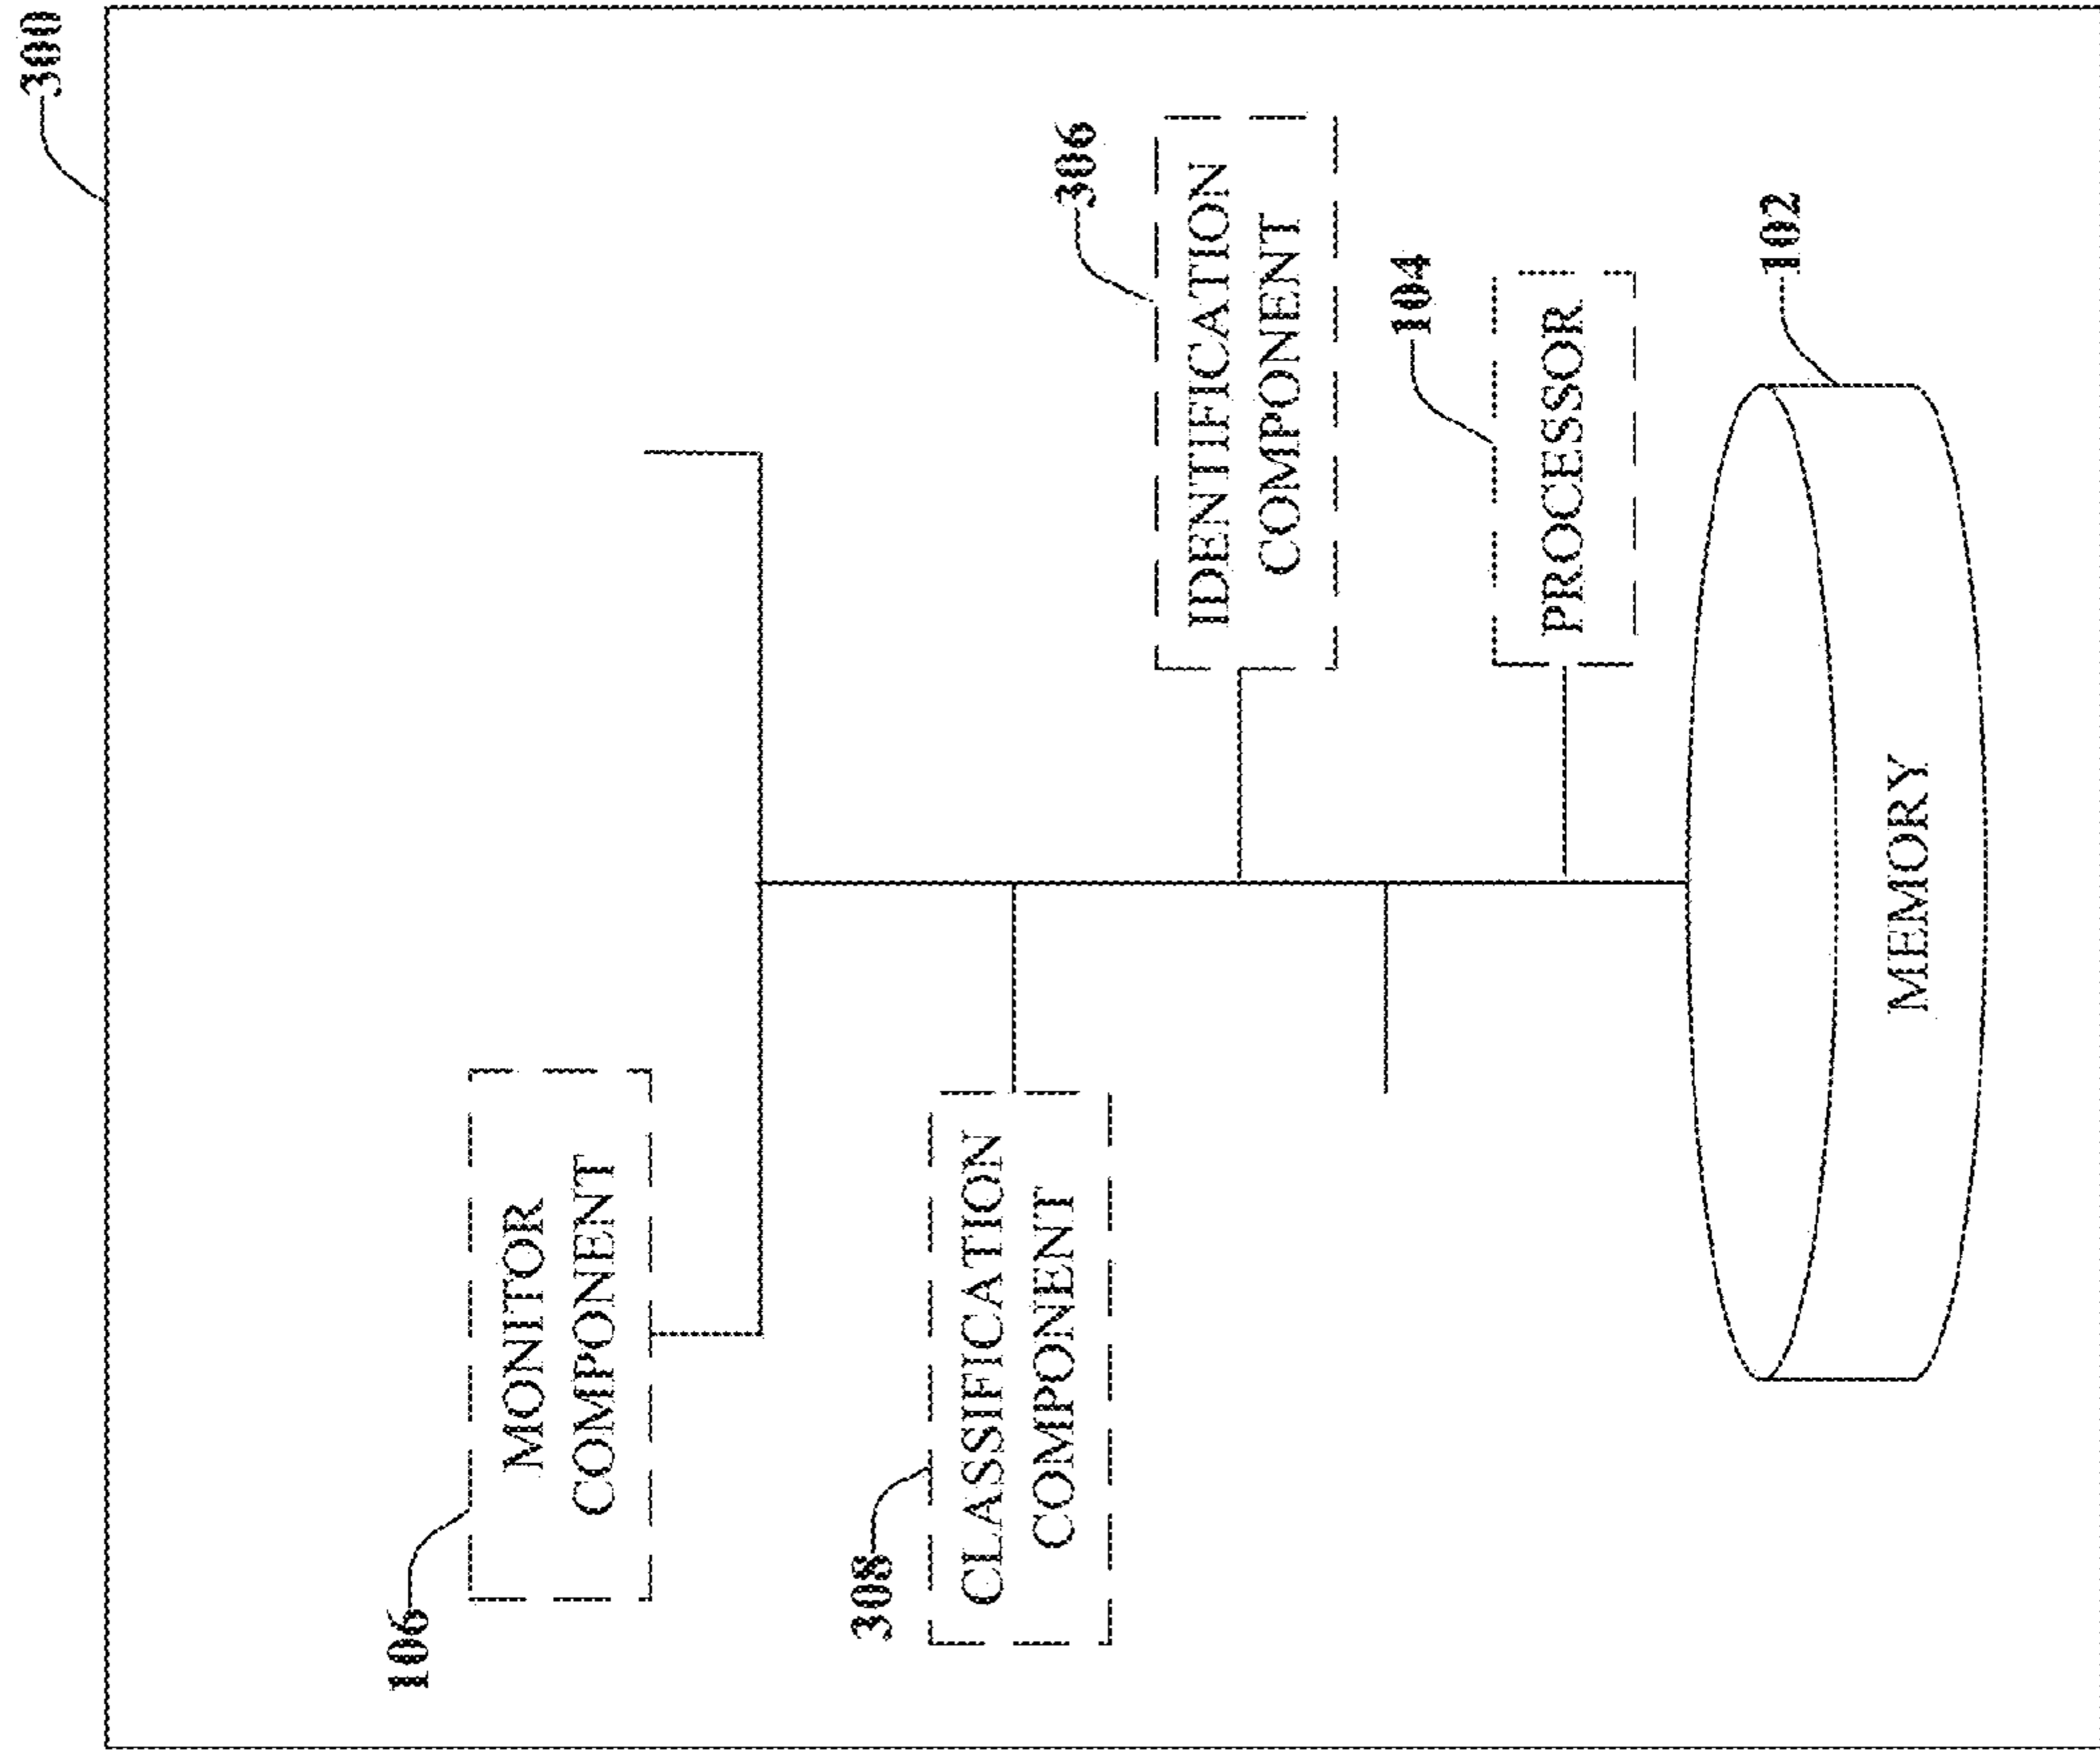 300
106
MONITOR
COMPONENT
308
CLASSIFICATION
COMPONENT
306
IDENTIFICATION
COMPONENT
104
PROCESSOR
102
MEMORY